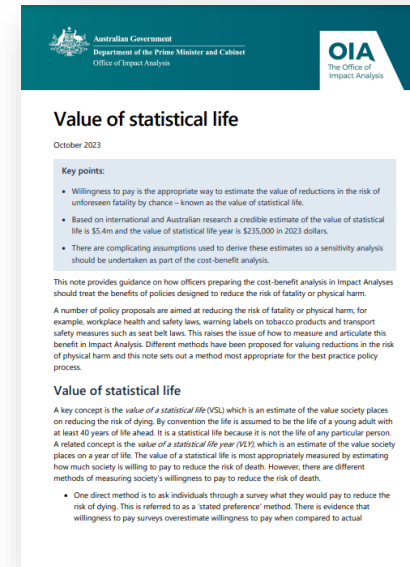 Australian Government
Department of the Prime Minister and Cabinet
Office of Impact Analysis
OIA
The Office of
Impact Analysis
Value of statistical life
October 2023
Key points:
• Willingness to pay is the appropriate way to estimate the value of reductions in the risk of
unforeseen fatality by chance – known as the value of statistical life.
• Based on international and Australian research a credible estimate of the value of statistical
life is $5.4m and the value of statistical life year is $235,000 in 2023 dollars.
• There are complicating assumptions used to derive these estimates so a sensitivity analysis
should be undertaken as part of the cost-benefit analysis.
This note provides guidance on how officers preparing the cost-benefit analysis in Impact Analyses
should treat the benefits of policies designed to reduce the risk of fatality or physical harm.
A number of policy proposals are aimed at reducing the risk of fatality or physical harm, for
example, workplace health and safety laws, warning labels on tobacco products and transport
safety measures such as seat belt laws. This raises the issue of how to measure and articulate this
benefit in Impact Analysis. Different methods have been proposed for valuing reductions in the risk
of physical harm and this note sets out a method most appropriate for the best practice policy
process.
Value of statistical life
A key concept is the value of a statistical life (VSL) which is an estimate of the value society places
on reducing the risk of dying. By convention the life is assumed to be the life of a young adult with
at least 40 years of life ahead. It is a statistical life because it is not the life of any particular person.
A related concept is the value of a statistical life year (VLY), which is an estimate of the value society
places on a year of life. The value of a statistical life is most appropriately measured by estimating
how much society is willing to pay to reduce the risk of death. However, there are different
methods of measuring society's willingness to pay to reduce the risk of death.
• One direct method is to ask individuals through a survey what they would pay to reduce the
risk of dying. This is referred to as a 'stated preference' method. There is evidence that
willingness to pay surveys overestimate willingness to pay when compared to actual